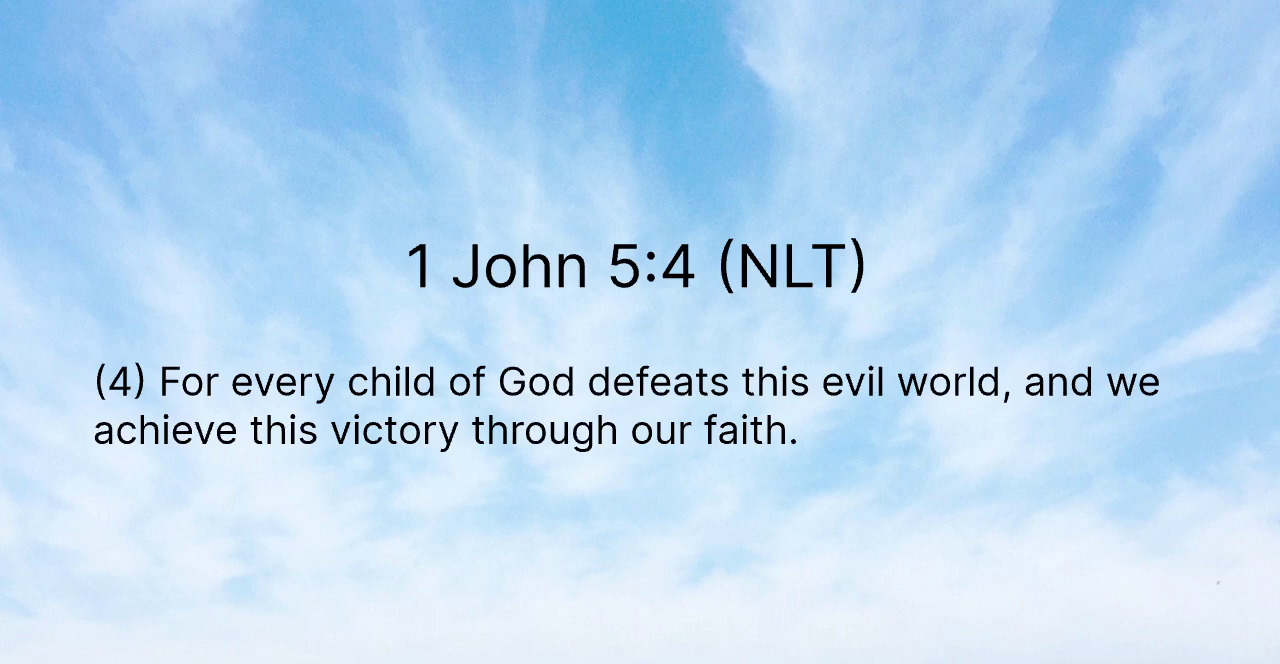 1 John 5:4 (NLT)
(4) For every child of God defeats this evil world, and we
achieve this victory through our faith.